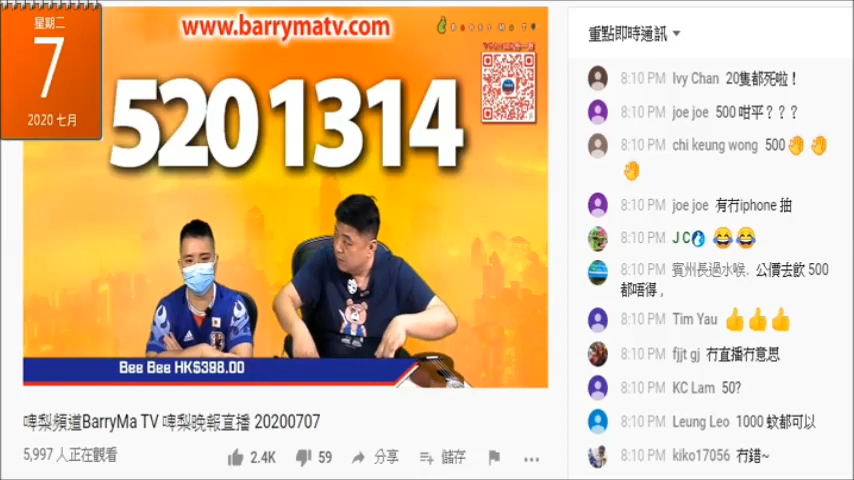 星期二
7
2020 七月
www.barrymatv.com
Barry Ma TV
520 1314
Bee Bee HK$388.00
啤梨頻道BarryMa TV 啤梨晚報直播 20200707
5,997 人正在觀看
2.4K 59 分享 儲存
重點即時通訊
8:10 PM Ivy Chan 20隻都死啦！
8:10 PM joe joe 500 咁平？？？
8:10 PM chi keung wong 500👋👋
👋
8:10 PM joe joe 有冇iphone 抽
8:10 PM J C 😂😂
8:10 PM 賓州長過水喉. 公價去飲 500
都唔得，
8:10 PM Tim Yau 👍👍👍
8:10 PM fjjt gj 冇直播冇意思
8:10 PM KC Lam 50?
8:10 PM Leung Leo 1000 蚊都可以
8:10 PM kiko17056 冇錯~